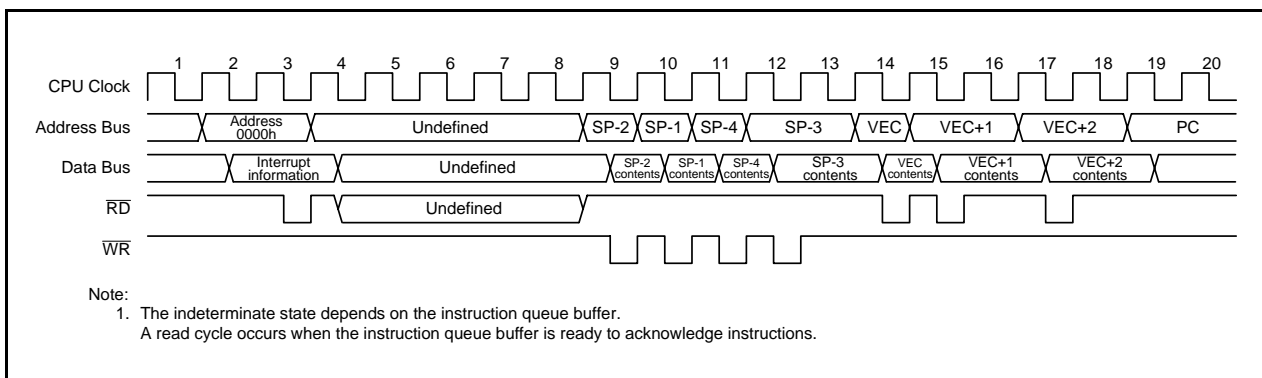 1 2 3 4 5 6 7 8 9 10 11 12 13 14 15 16 17 18 19 20
CPU Clock
Address Bus
Address
0000h
Undefined
SP-2
SP-1
SP-4
SP-3
VEC
VEC+1
VEC+2
PC
Data Bus
Interrupt
information
Undefined
SP-2
contents
SP-1
contents
SP-4
contents
SP-3
contents
VEC
contents
VEC+1
contents
VEC+2
contents
RD
Undefined
WR
Note:
1. The indeterminate state depends on the instruction queue buffer.
A read cycle occurs when the instruction queue buffer is ready to acknowledge instructions.